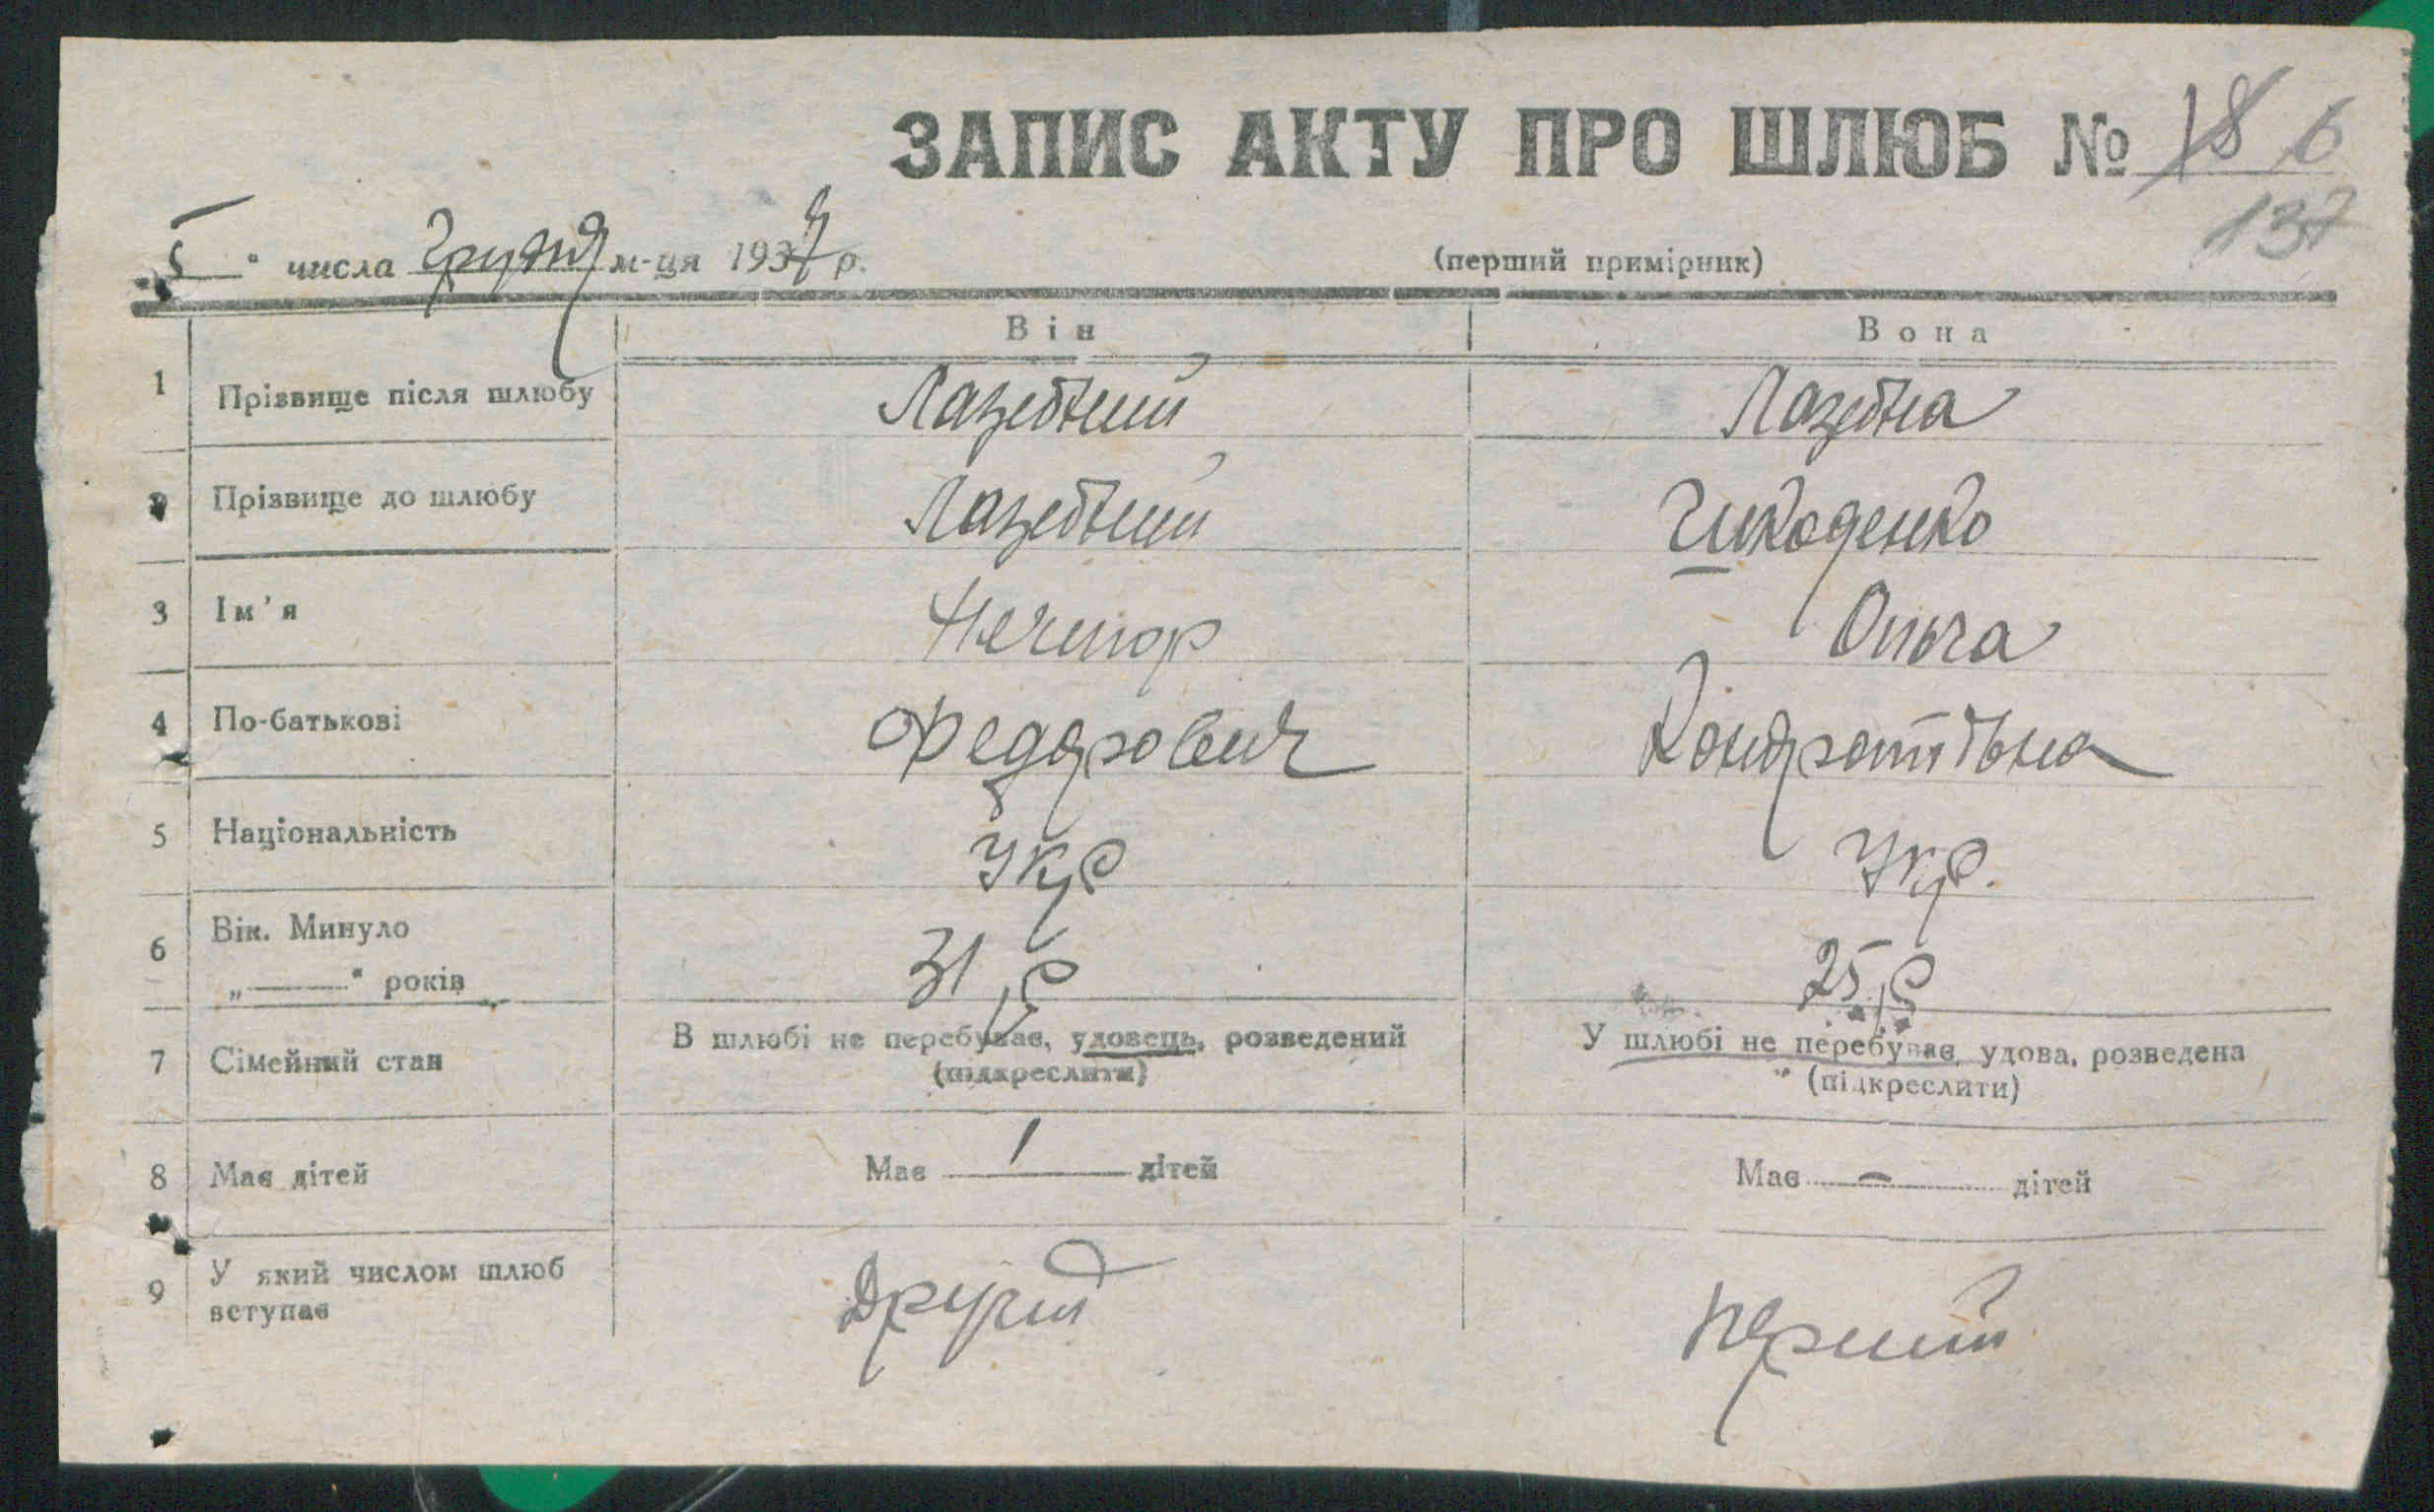 ЗАПИС АКТУ ПРО ШЛЮБ № 18 6
137
5 " числа Грудня м-ця 1937 р. (перший примірник)
Він Вона
1 Прізвище після шлюбу Лазебний Лазебна
2 Прізвище до шлюбу Лазебний
3 Ім'я Нечипор Ольга
4 По-батькові Федорович Кондратівна
5 Національність Укр Укр.
6 Вік. Минуло
„———" років 31 р 25 р
7 Сімейний стан В шлюбі не перебуває, удовець, розведений У шлюбі не перебуває, удова, розведена
(підкреслити) (підкреслити)
8 Має дітей Має 1 дітей Має — дітей
9 У який числом шлюб
вступає Другий Перший